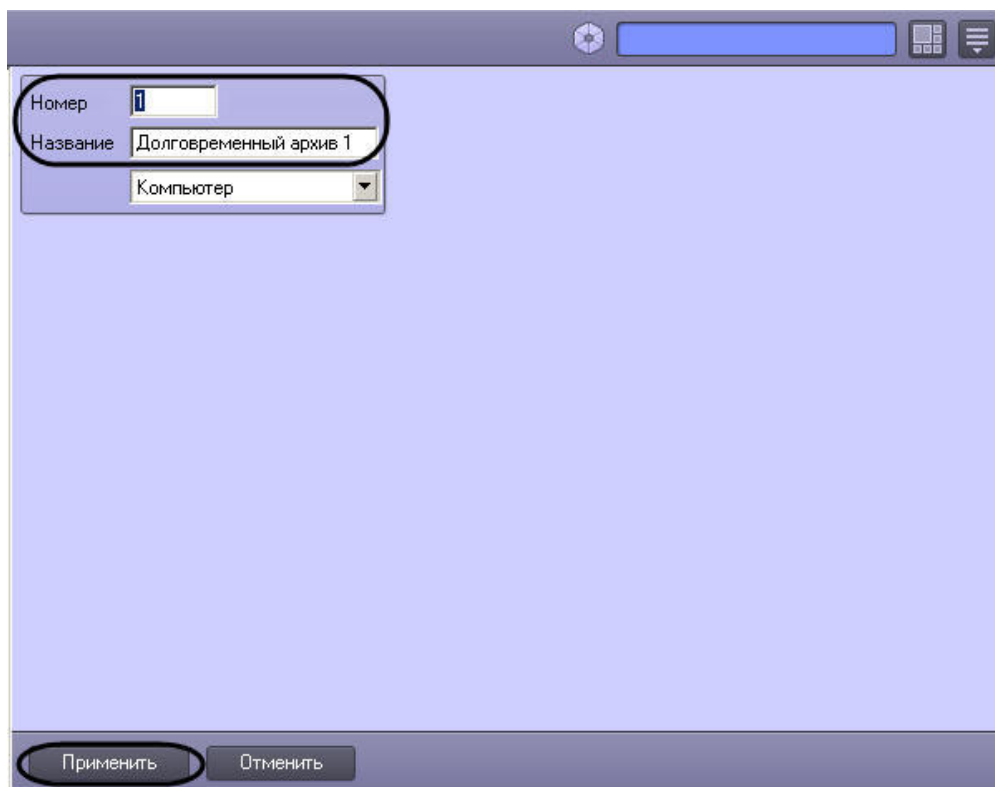 Номер 1
Название Долговременный архив 1
Компьютер
Применить Отменить